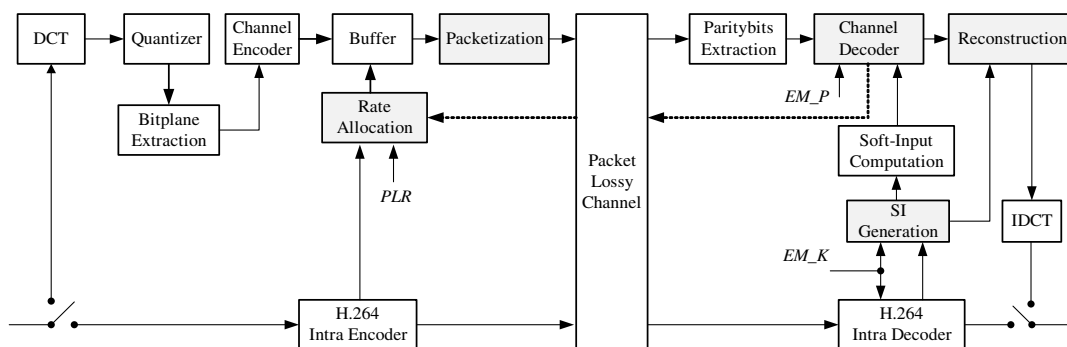 DCT
Quantizer
Channel
Encoder
Buffer
Packetization
Paritybits
Extraction
Channel
Decoder
Reconstruction
Bitplane
Extraction
Rate
Allocation
EM_P
Soft-Input
Computation
Packet
Lossy
Channel
PLR
SI
Generation
IDCT
EM_K
H.264
Intra Encoder
H.264
Intra Decoder